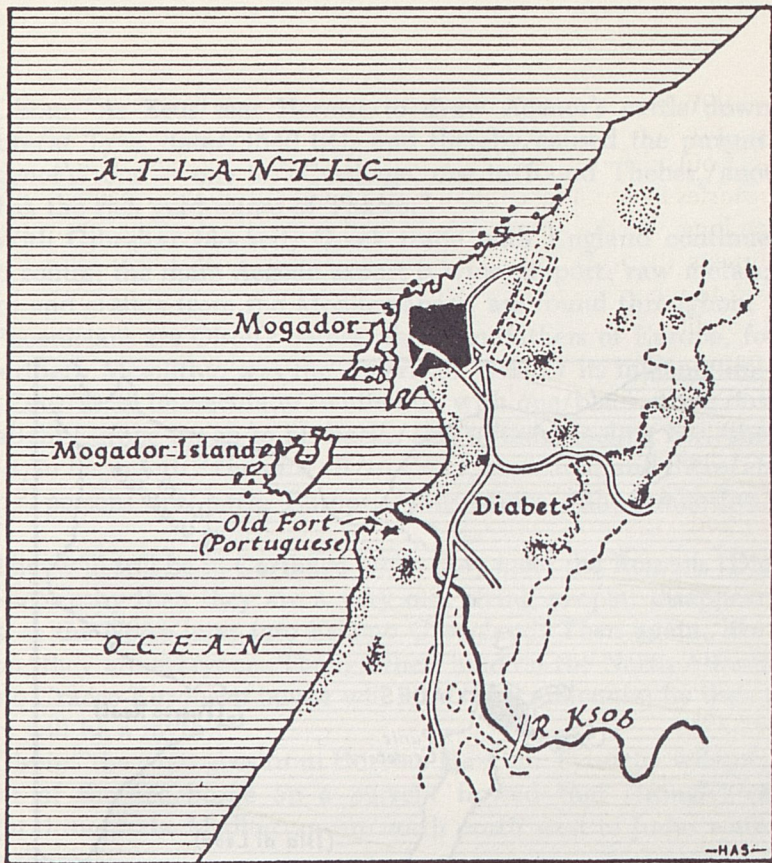 ATLANTIC
Mogador
Mogador Island
Old Fort
(Portuguese)
Diabet
OCEAN
R. Ksob
-HAS-